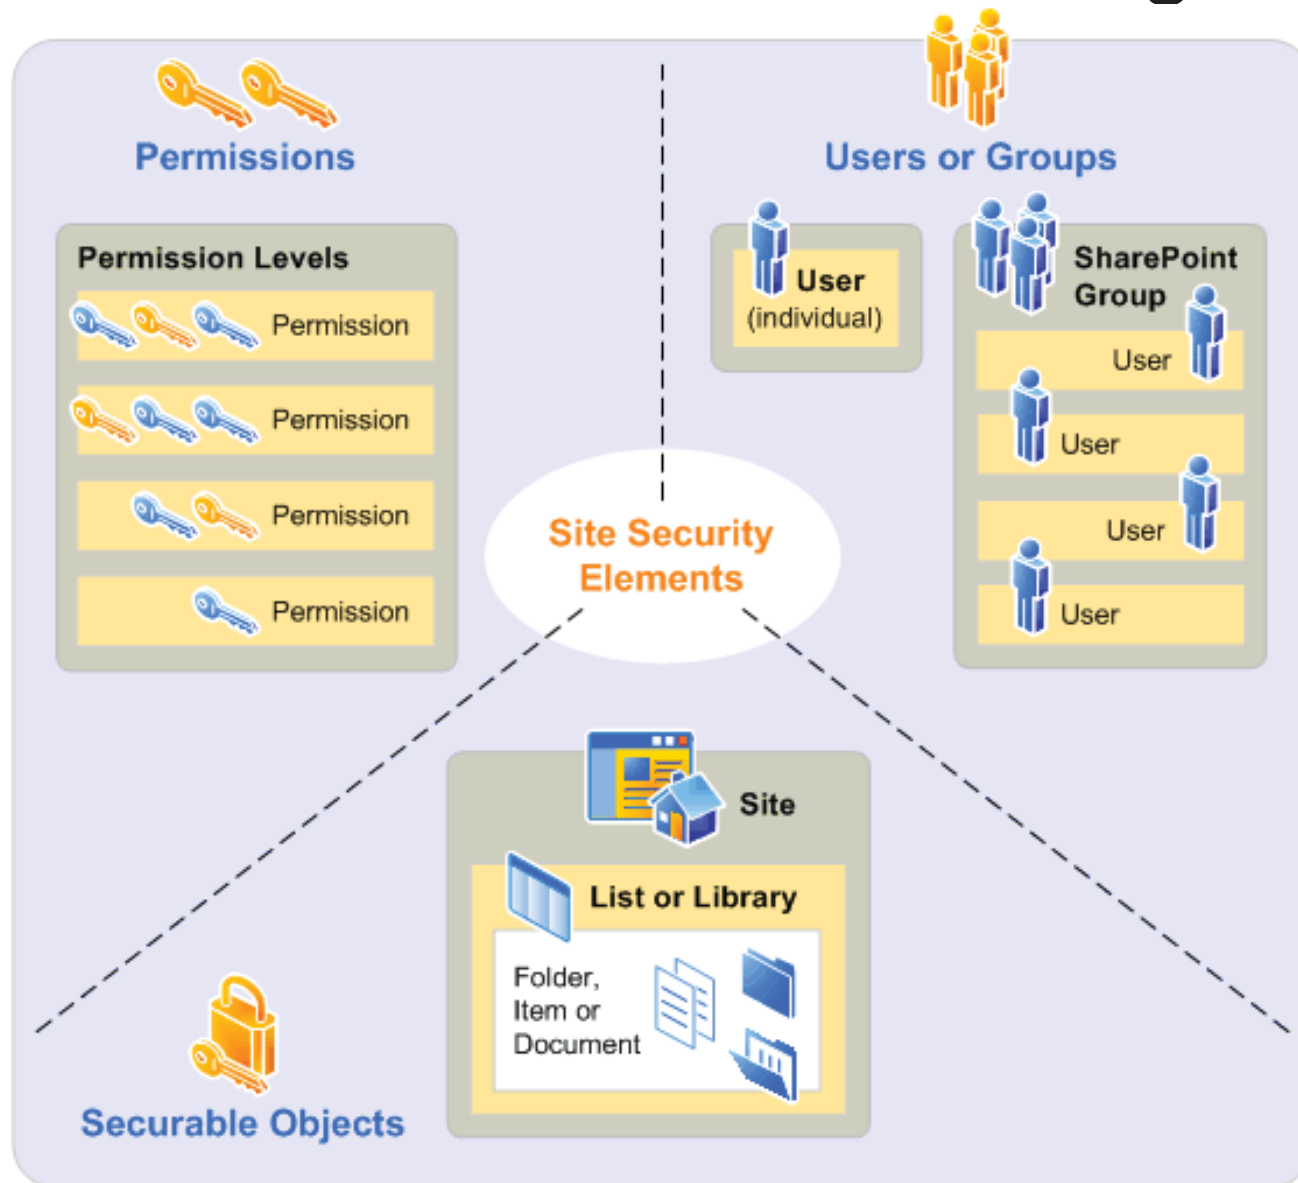 Permissions
Users or Groups
Permission Levels
Permission
Permission
Permission
Permission
User
(individual)
SharePoint
Group
User
User
User
User
Site Security
Elements
Site
List or Library
Folder,
Item or
Document
Securable Objects